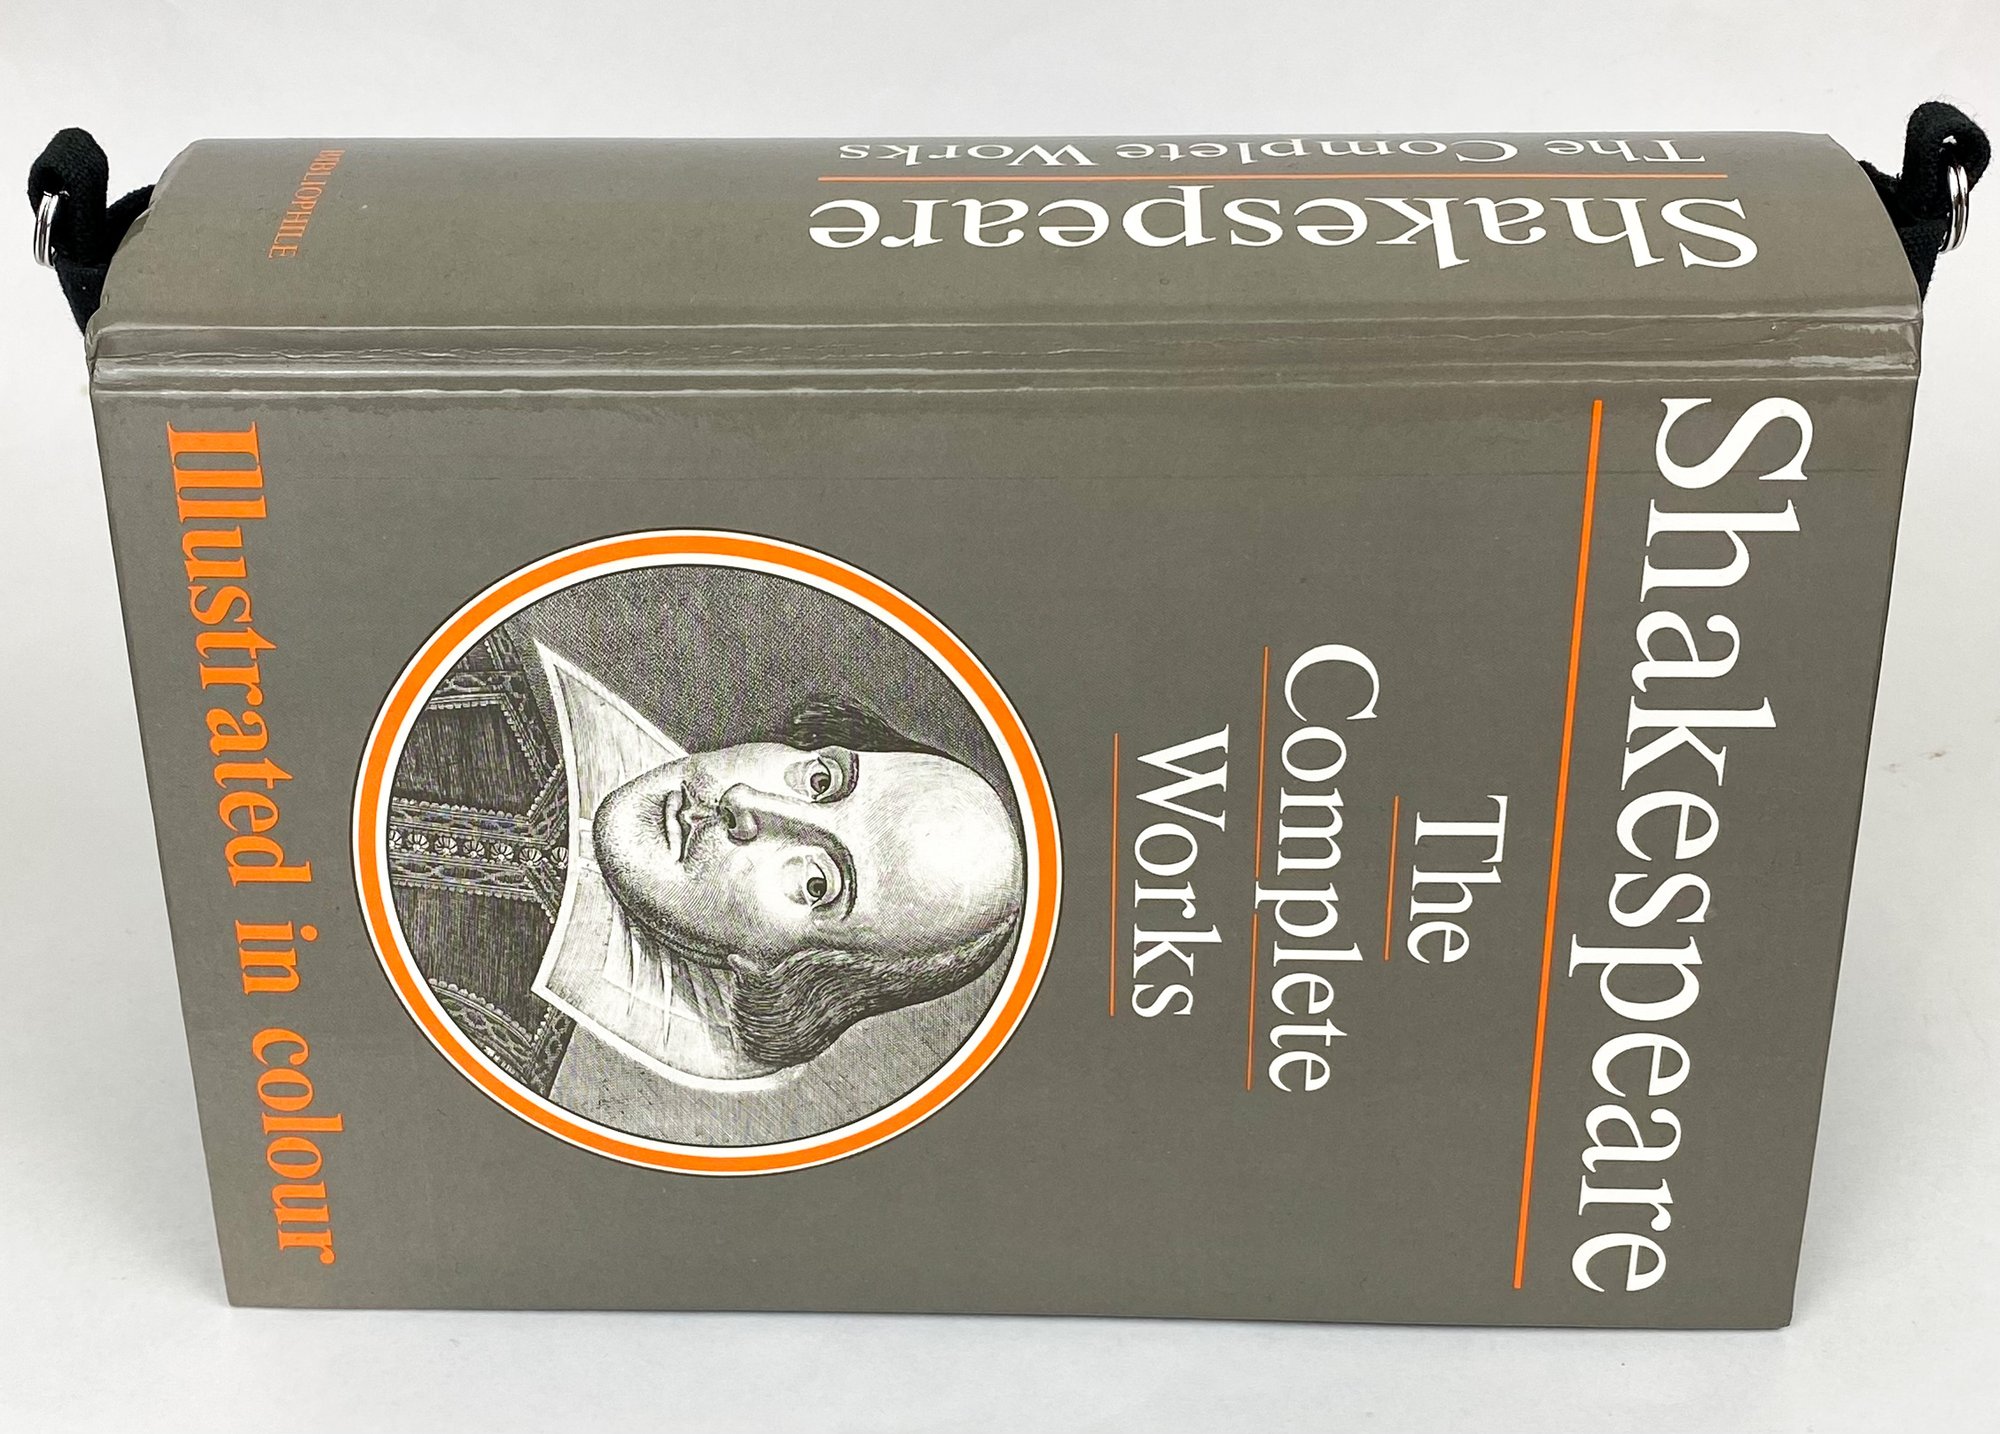 Shakespeare
The Complete Works
BIBLIOPHILE
Shakespeare
The
Complete
Works
Illustrated in colour